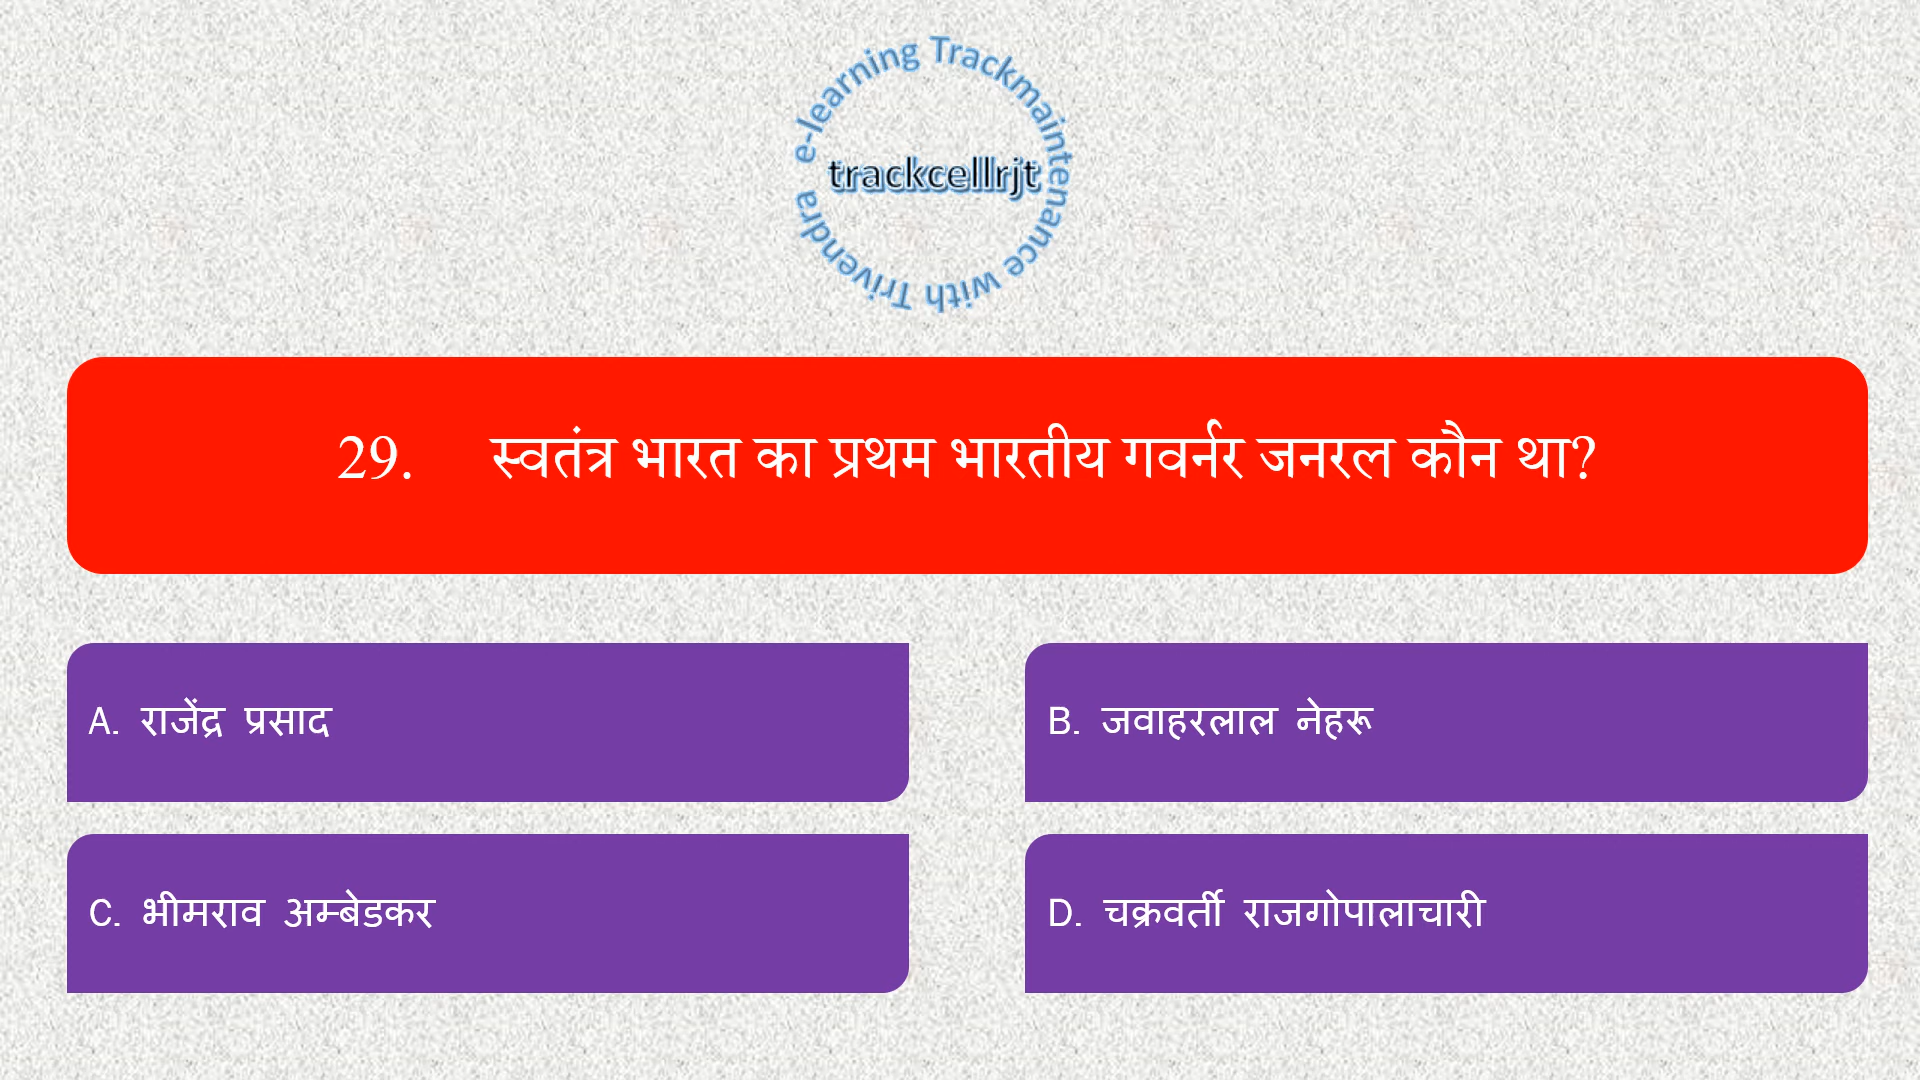 e-learning Trackmaintenance with Trivendra
trackcellrjt
29. स्वतंत्र भारत का प्रथम भारतीय गवर्नर जनरल कौन था?
A. राजेंद्र प्रसाद
B. जवाहरलाल नेहरू
C. भीमराव अम्बेडकर
D. चक्रवर्ती राजगोपालाचारी